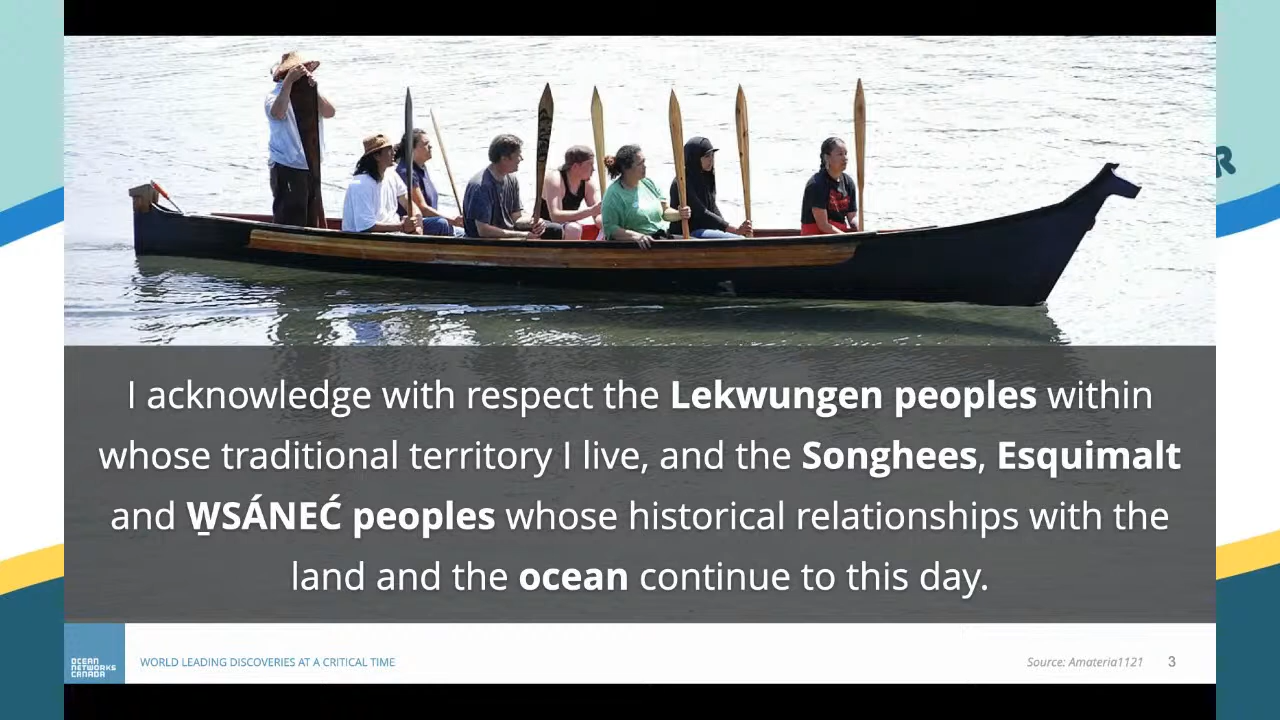 R
I acknowledge with respect the Lekwungen peoples within
whose traditional territory I live, and the Songhees, Esquimalt
and W̱SÁNEĆ peoples whose historical relationships with the
land and the ocean continue to this day.
OCEAN
NETWORKS
CANADA
WORLD LEADING DISCOVERIES AT A CRITICAL TIME
Source: Amateria1121
3